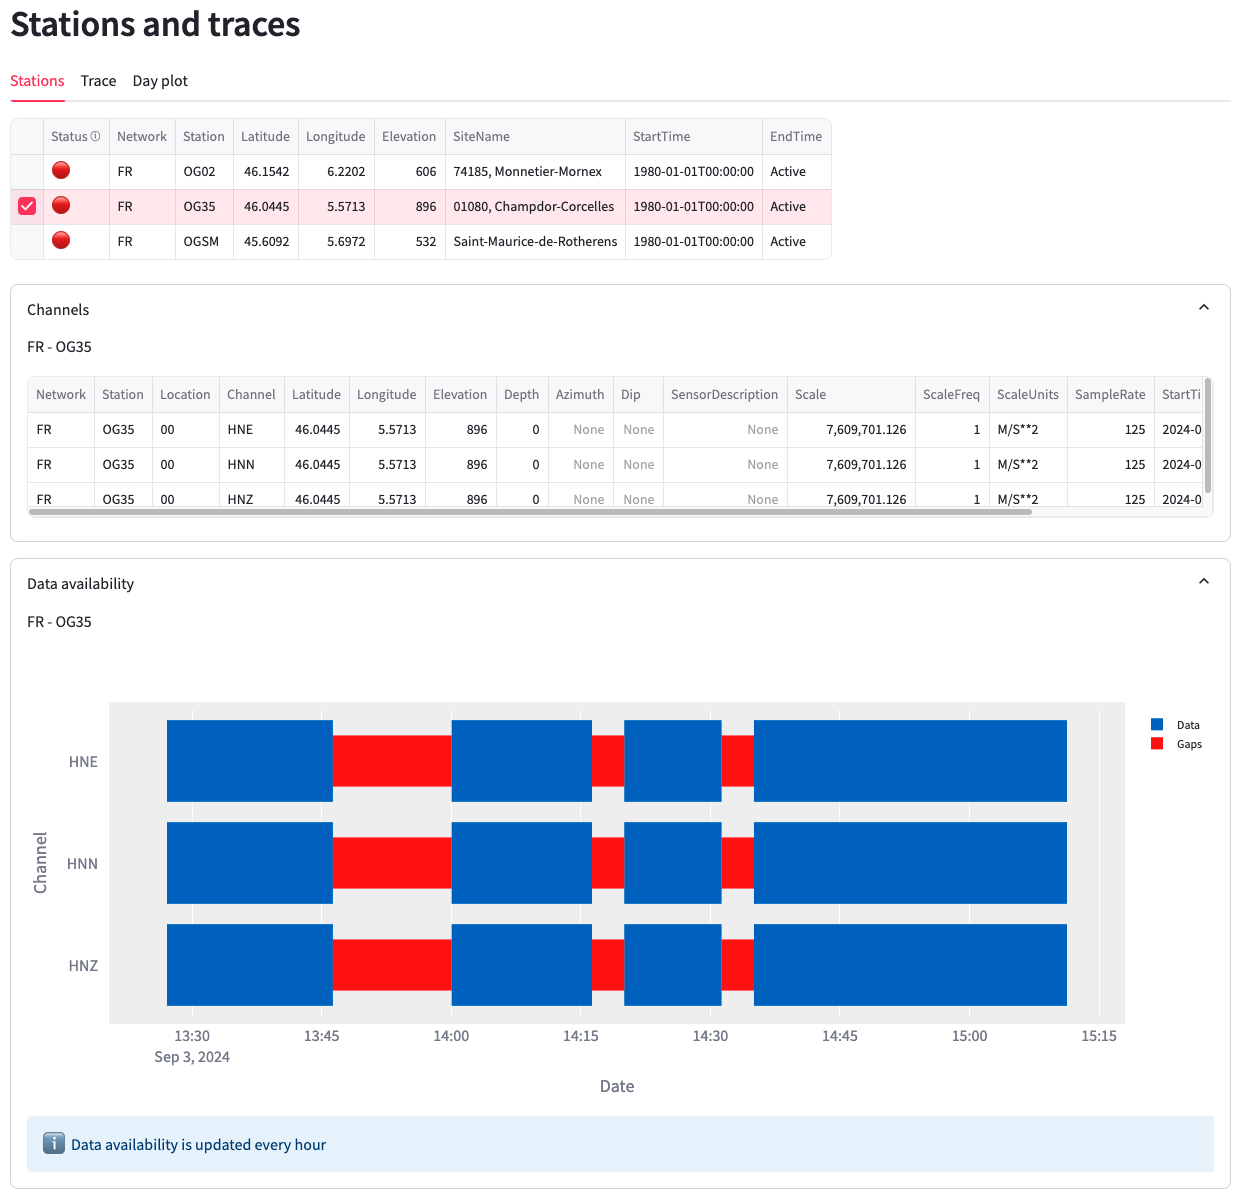 Stations and traces
Stations Trace Day plot
Status ⓘ Network Station Latitude Longitude Elevation SiteName StartTime EndTime
FR OG02 46.1542 6.2202 606 74185, Monnetier-Mornex 1980-01-01T00:00:00 Active
FR OG35 46.0445 5.5713 896 01080, Champdor-Corcelles 1980-01-01T00:00:00 Active
FR OGSM 45.6092 5.6972 532 Saint-Maurice-de-Rotherens 1980-01-01T00:00:00 Active
Channels
FR - OG35
Network Station Location Channel Latitude Longitude Elevation Depth Azimuth Dip SensorDescription Scale ScaleFreq ScaleUnits SampleRate StartTi
FR OG35 00 HNE 46.0445 5.5713 896 0 None None None 7,609,701.126 1 M/S**2 125 2024-0
FR OG35 00 HNN 46.0445 5.5713 896 0 None None None 7,609,701.126 1 M/S**2 125 2024-0
FR OG35 00 HNZ 46.0445 5.5713 896 0 None None None 7,609,701.126 1 M/S**2 125 2024-0
Data availability
FR - OG35
Data
Gaps
HNE
HNN
HNZ
Channel
13:30 13:45 14:00 14:15 14:30 14:45 15:00 15:15
Sep 3, 2024
Date
Data availability is updated every hour